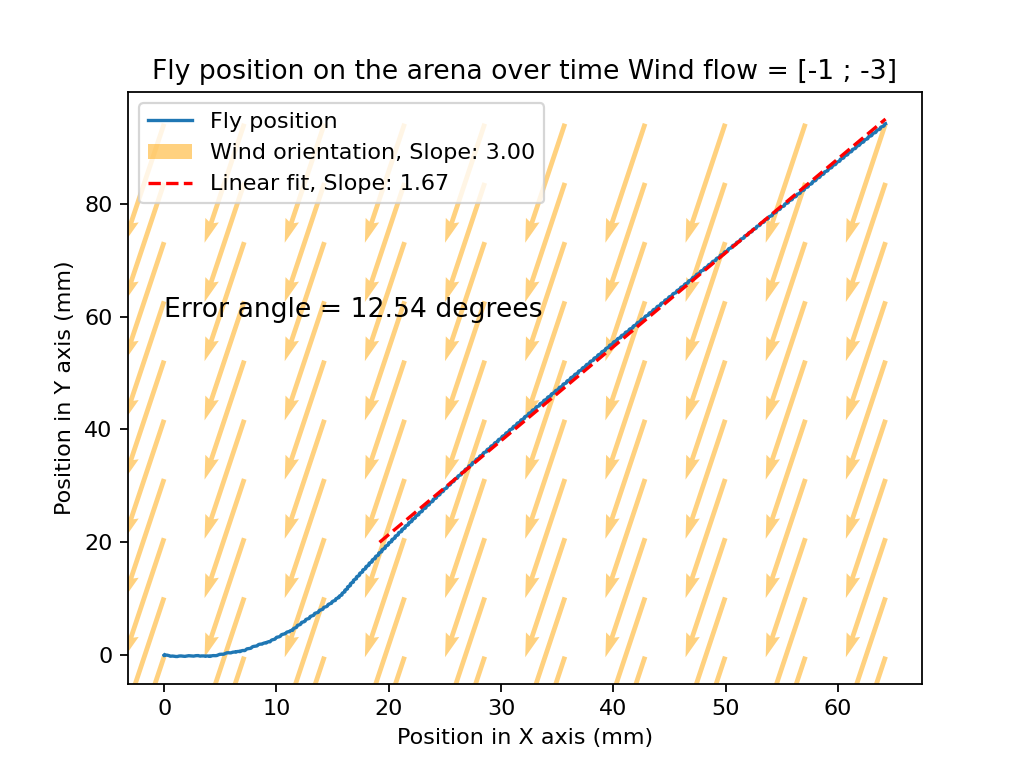 Fly position on the arena over time Wind flow = [-1 ; -3]
Fly position
Wind orientation, Slope: 3.00
Linear fit, Slope: 1.67
Error angle = 12.54 degrees
Position in Y axis (mm)
80
60
40
20
0
0 10 20 30 40 50 60
Position in X axis (mm)